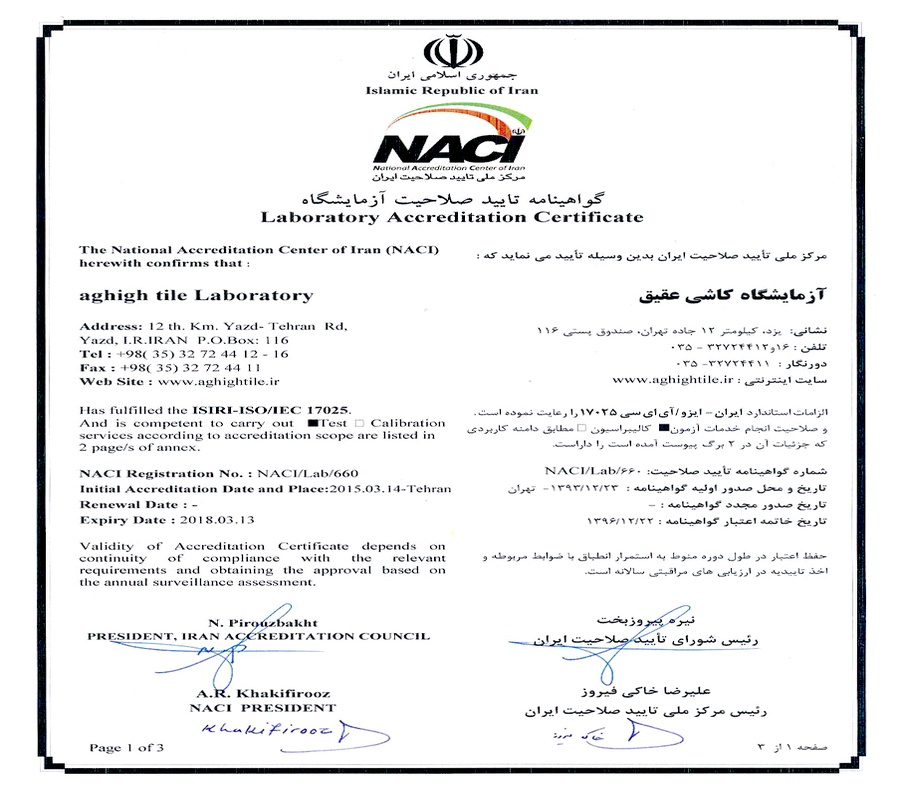 جمهوری اسلامی ایران
Islamic Republic of Iran
NACI
National Accreditation Center of Iran
مرکز ملی تایید صلاحیت ایران
گواهینامه تایید صلاحیت آزمایشگاه
Laboratory Accreditation Certificate
The National Accreditation Center of Iran (NACI)
herewith confirms that :
aghigh tile Laboratory
Address: 12 th. Km. Yazd- Tehran Rd,
Yazd, I.R.IRAN P.O.Box: 116
Tel : +98( 35) 32 72 44 12 - 16
Fax : +98( 35) 32 72 44 11
Web Site : www.aghightile.ir
Has fulfilled the ISIRI-ISO/IEC 17025.
And is competent to carry out ■Test □ Calibration
services according to accreditation scope are listed in
2 page/s of annex.
NACI Registration No. : NACI/Lab/660
Initial Accreditation Date and Place:2015.03.14-Tehran
Renewal Date : -
Expiry Date : 2018.03.13
Validity of Accreditation Certificate depends on
continuity of compliance with the relevant
requirements and obtaining the approval based on
the annual surveillance assessment.
N. Pirouzbakht
PRESIDENT, IRAN ACCREDITATION COUNCIL
A.R. Khakifirooz
NACI PRESIDENT
Khakifirooz
Page 1 of 3
مرکز ملی تأیید صلاحیت ایران بدین وسیله تأیید می نماید که :
آزمایشگاه کاشی عقیق
نشانی: یزد، کیلومتر ۱۲ جاده تهران، صندوق پستی ۱۱۶
تلفن : ۱۶و۳۲۷۲۴۴۱۲ - ۰۳۵
دورنگار : ۳۲۷۲۴۴۱۱- ۰۳۵
سایت اینترنتی : www.aghightile.ir
الزامات استاندارد ایران - ایزو/آی ای سی ۱۷۰۲۵ را رعایت نموده است.
و صلاحیت انجام خدمات آزمون■ کالیبراسیون □ مطابق دامنه کاربردی
که جزئیات آن در ۲ برگ پیوست آمده است را داراست.
شماره گواهینامه تأیید صلاحیت: NACI/Lab/۶۶۰
تاریخ و محل صدور اولیه گواهینامه : ۱۳۹۳/۱۲/۲۳- تهران
تاریخ صدور مجدد گواهینامه : -
تاریخ خاتمه اعتبار گواهینامه : ۱۳۹۶/۱۲/۲۲
حفظ اعتبار در طول دوره منوط به استمرار انطباق با ضوابط مربوطه و
اخذ تاییدیه در ارزیابی های مراقبتی سالانه است.
نیره پیروزبخت
رئیس شورای تأیید صلاحیت ایران
علیرضا خاکی فیروز
رئیس مرکز ملی تایید صلاحیت ایران
صفحه ۱ از ۳